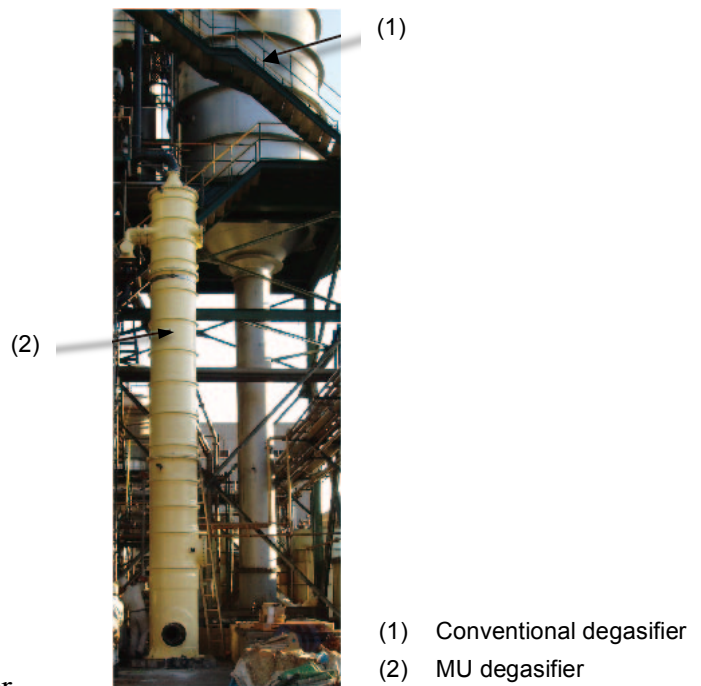 (1)
(2)
(1) Conventional degasifier
(2) MU degasifier
r